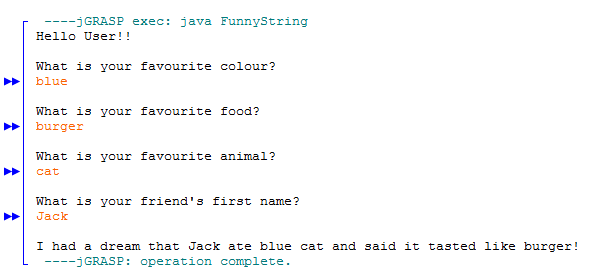 ----jGRASP exec: java FunnyString
Hello User!!
What is your favourite colour?
blue
What is your favourite food?
burger
What is your favourite animal?
cat
What is your friend's first name?
Jack
I had a dream that Jack ate blue cat and said it tasted like burger!
----jGRASP: operation complete.